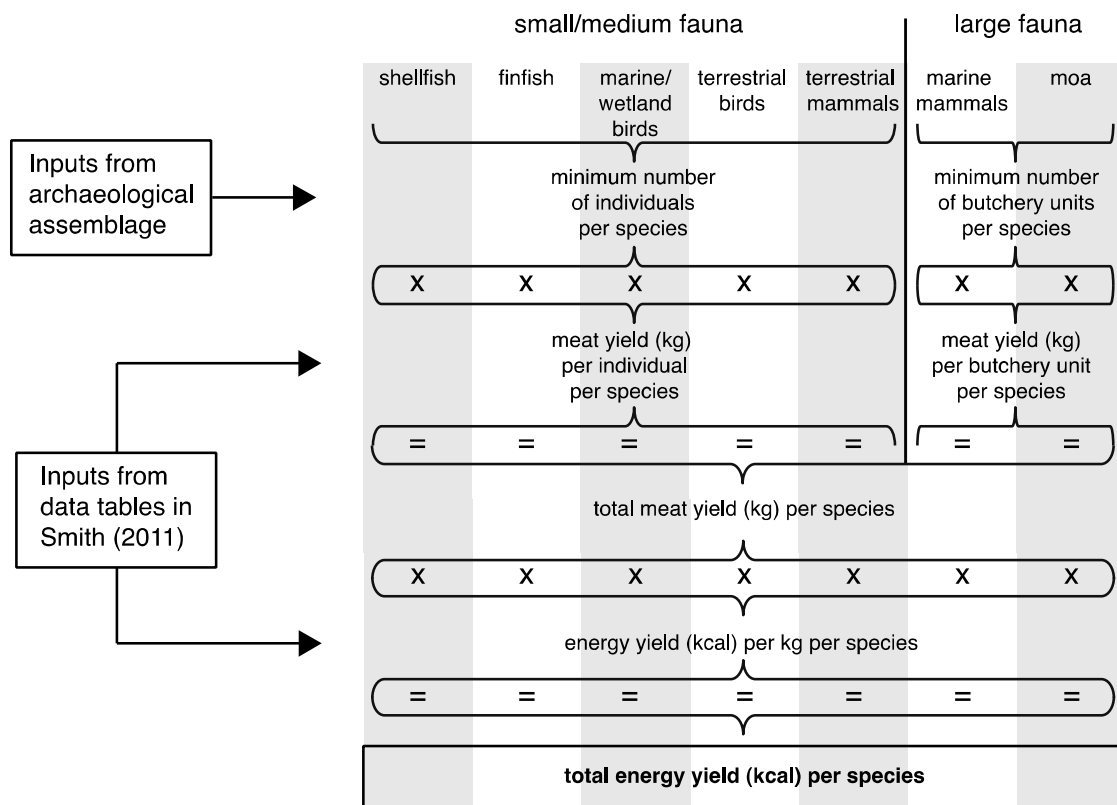 small/medium fauna
large fauna
shellfish
finfish
marine/
wetland
birds
terrestrial
birds
terrestrial
mammals
marine
mammals
moa
Inputs from
archaeological
assemblage
minimum number
of individuals
per species
minimum number
of butchery units
per species
x x x x x x x
meat yield (kg)
per individual
per species
meat yield (kg)
per butchery unit
per species
= = = = = = =
Inputs from
data tables in
Smith (2011)
total meat yield (kg) per species
x x x x x x x
energy yield (kcal) per kg per species
= = = = = = =
total energy yield (kcal) per species